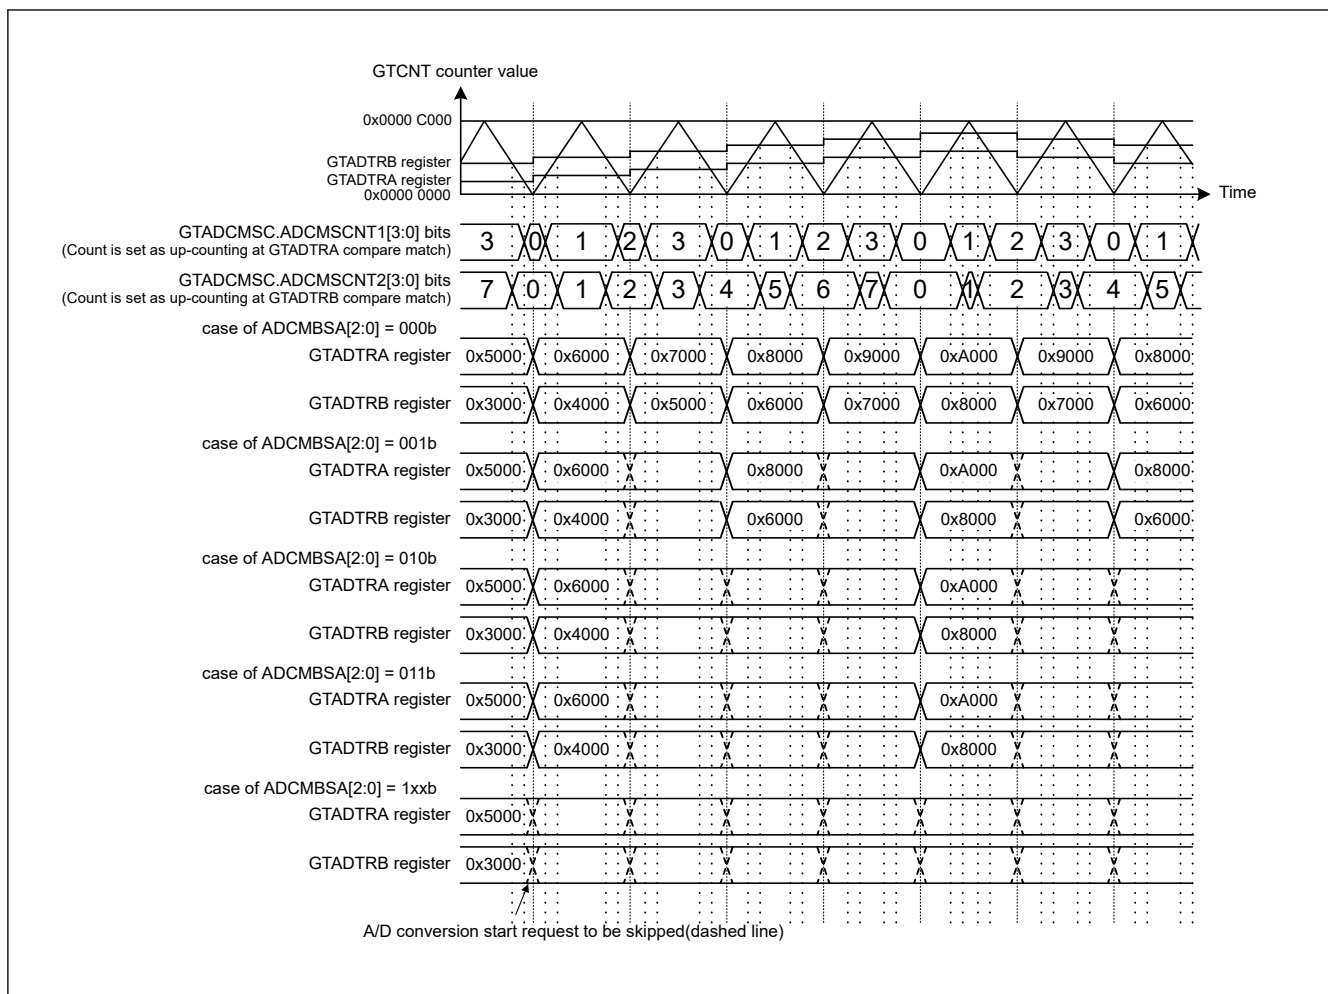 GTCNT counter value
0x0000 C000
GTADTRB register
GTADTRA register
0x0000 0000
Time
GTADCMSC.ADCMSCNT1[3:0] bits
(Count is set as up-counting at GTADTRA compare match)
3 0 1 2 3 0 1 2 3 0 1 2 3 0 1
GTADCMSC.ADCMSCNT2[3:0] bits
(Count is set as up-counting at GTADTRB compare match)
7 0 1 2 3 4 5 6 7 0 1 2 3 4 5
case of ADCMBSA[2:0] = 000b
GTADTRA register 0x5000 0x6000 0x7000 0x8000 0x9000 0xA000 0x9000 0x8000
GTADTRB register 0x3000 0x4000 0x5000 0x6000 0x7000 0x8000 0x7000 0x6000
case of ADCMBSA[2:0] = 001b
GTADTRA register 0x5000 0x6000 0x8000 0xA000 0x8000
GTADTRB register 0x3000 0x4000 0x6000 0x8000 0x6000
case of ADCMBSA[2:0] = 010b
GTADTRA register 0x5000 0x6000 0xA000
GTADTRB register 0x3000 0x4000 0x8000
case of ADCMBSA[2:0] = 011b
GTADTRA register 0x5000 0x6000 0xA000
GTADTRB register 0x3000 0x4000 0x8000
case of ADCMBSA[2:0] = 1xxb
GTADTRA register 0x5000
GTADTRB register 0x3000
A/D conversion start request to be skipped(dashed line)